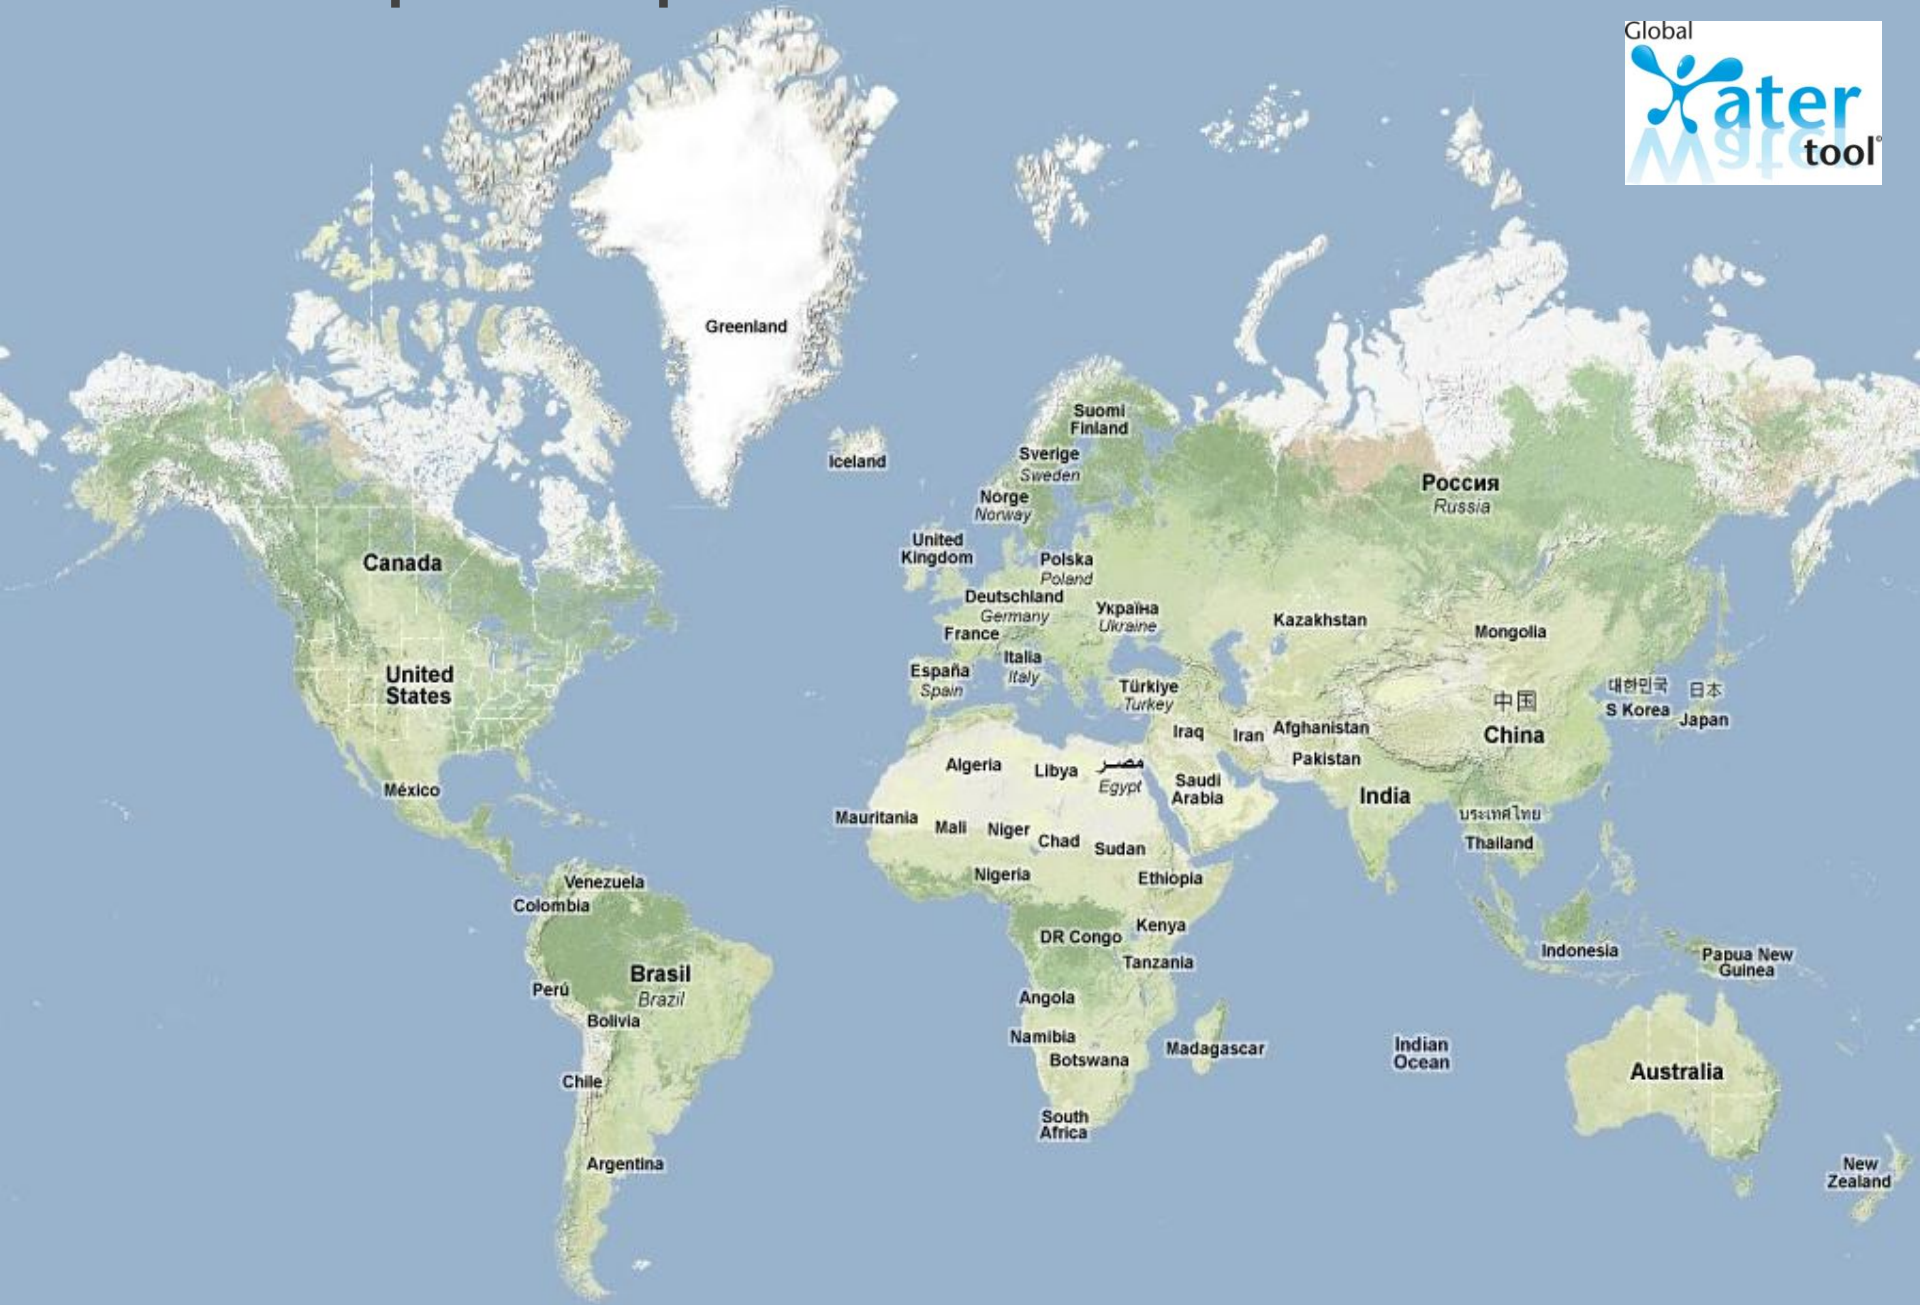 Global
Water
tool
Greenland
Iceland
Suomi
Finland
Sverige
Sweden
Norge
Norway
Россия
Russia
United
Kingdom
Polska
Poland
Canada
Deutschland
Germany
Україна
Ukraine
France
Kazakhstan
Mongolia
Italia
Italy
España
Spain
United
States
Türkiye
Turkey
中国
China
대한민국
S Korea
日本
Japan
Iraq
Iran
Afghanistan
Pakistan
Algeria
Libya
مصر
Egypt
Saudi
Arabia
India
México
Mauritania
Mali
Niger
Chad
Sudan
ประเทศไทย
Thailand
Nigeria
Ethiopia
Venezuela
Colombia
Kenya
DR Congo
Tanzania
Indonesia
Papua New
Guinea
Brasil
Brazil
Perú
Angola
Bolivia
Namibia
Botswana
Madagascar
Indian
Ocean
Australia
Chile
South
Africa
Argentina
New
Zealand